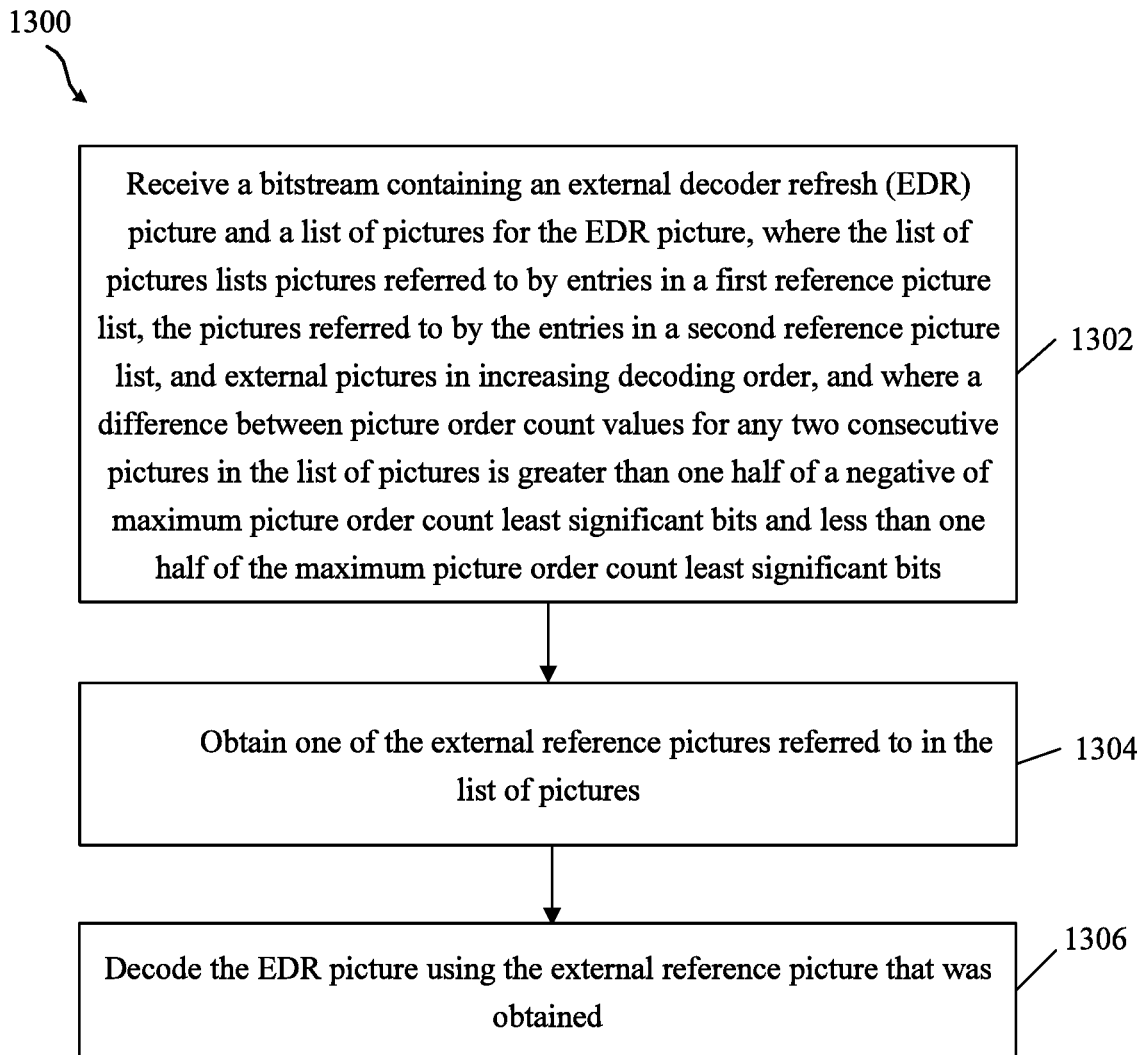 1300
Receive a bitstream containing an external decoder refresh (EDR)
picture and a list of pictures for the EDR picture, where the list of
pictures lists pictures referred to by entries in a first reference picture
list, the pictures referred to by the entries in a second reference picture
list, and external pictures in increasing decoding order, and where a
difference between picture order count values for any two consecutive
pictures in the list of pictures is greater than one half of a negative of
maximum picture order count least significant bits and less than one
half of the maximum picture order count least significant bits
1302
Obtain one of the external reference pictures referred to in the
list of pictures
1304
Decode the EDR picture using the external reference picture that was
obtained
1306